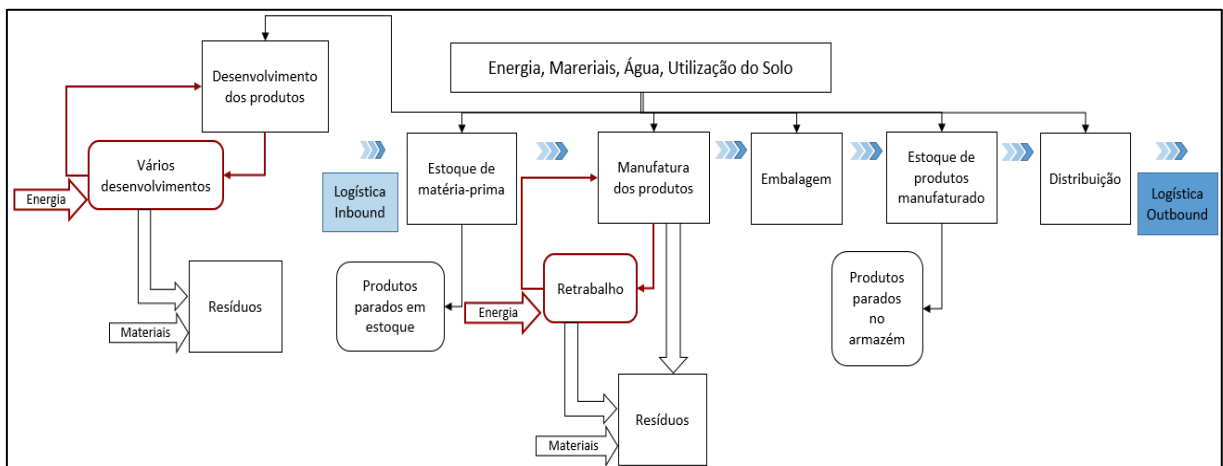 Desenvolvimento
dos produtos
Energia, Mareriais, Água, Utilização do Solo
Vários
desenvolvimentos
Energia
Logística
Inbound
Estoque de
matéria-prima
Manufatura
dos produtos
Embalagem
Estoque de
produtos
manufaturado
Distribuição
Logística
Outbound
Resíduos
Materiais
Produtos
parados em
estoque
Retrabalho
Energia
Produtos
parados
no
armazém
Resíduos
Materiais